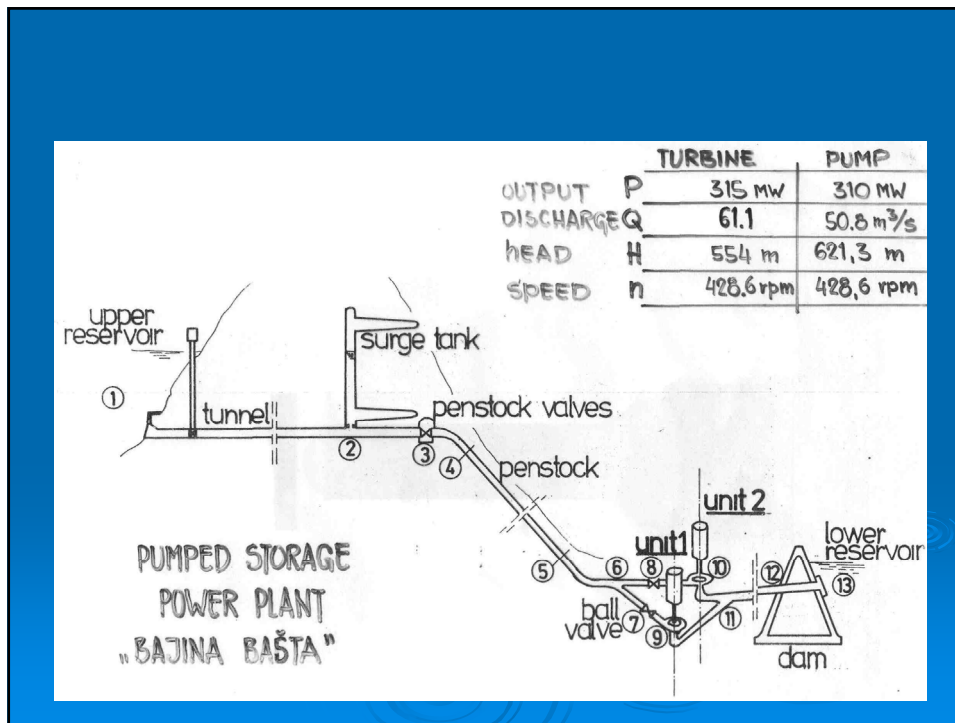 TURBINE PUMP
OUTPUT P 315 MW 310 MW
DISCHARGE Q 61.1 50.8 m³/s
hEAD H 554 m 621,3 m
SPEED n 428.6 rpm 428,6 rpm
upper
reservoir
surge tank
①
tunnel
penstock valves
②
③
④
penstock
unit 2
unit1
lower
reservoir
PUMPED STORAGE
POWER PLANT
„BAJINA BAŠTA"
⑤
⑥
⑧
⑩
⑫
⑬
ball
valve
⑦
⑨
⑪
dam